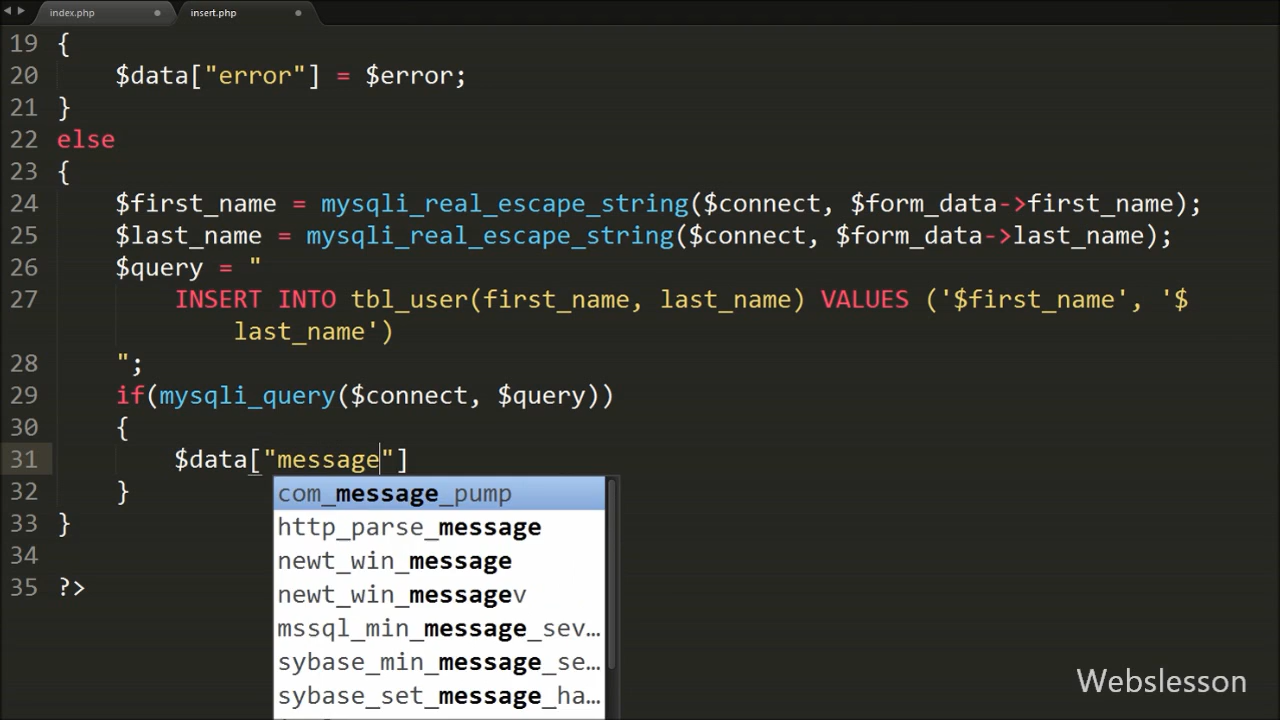 index.php insert.php
19 {
20 $data["error"] = $error;
21 }
22 else
23 {
24 $first_name = mysqli_real_escape_string($connect, $form_data->first_name);
25 $last_name = mysqli_real_escape_string($connect, $form_data->last_name);
26 $query = "
27 INSERT INTO tbl_user(first_name, last_name) VALUES ('$first_name', '$
last_name')
28 ";
29 if(mysqli_query($connect, $query))
30 {
31 $data["message"]
32 }
com_message_pump
33 }
http_parse_message
34
newt_win_message
35 ?>
newt_win_messagev
mssql_min_message_sev…
sybase_min_message_se…
sybase_set_message_ha…
Webslesson